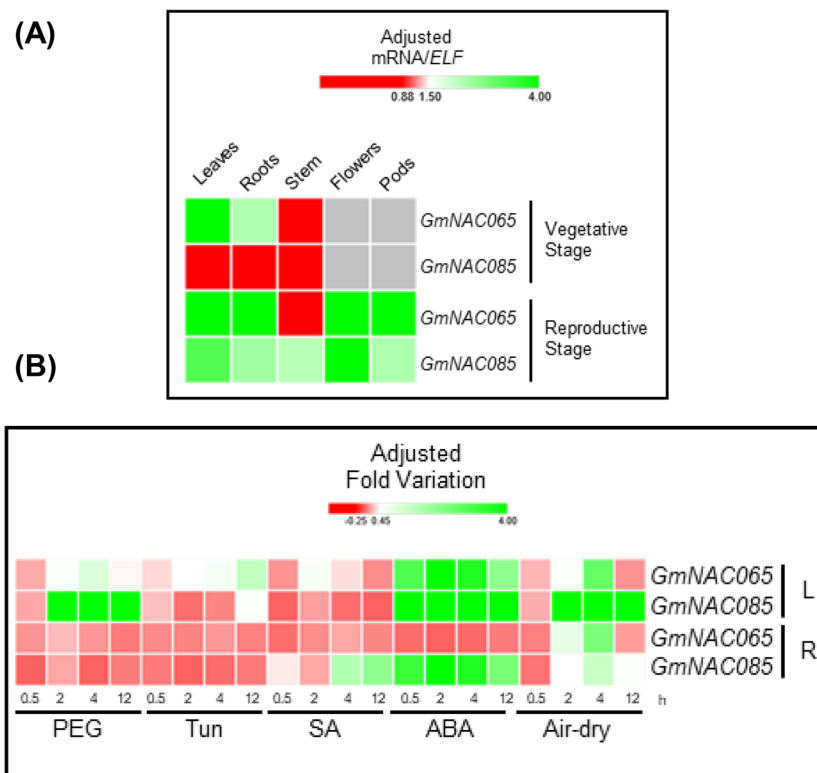 (A)
Adjusted
mRNA/ELF
0.88 1.50 4.00
Leaves Roots Stem Flowers Pods
GmNAC065
GmNAC085
Vegetative
Stage
GmNAC065
GmNAC085
Reproductive
Stage
(B)
Adjusted
Fold Variation
-0.25 0.45 4.00
GmNAC065
GmNAC085
L
GmNAC065
GmNAC085
R
0.5 2 4 12 0.5 2 4 12 0.5 2 4 12 0.5 2 4 12 0.5 2 4 12 h
PEG Tun SA ABA Air-dry